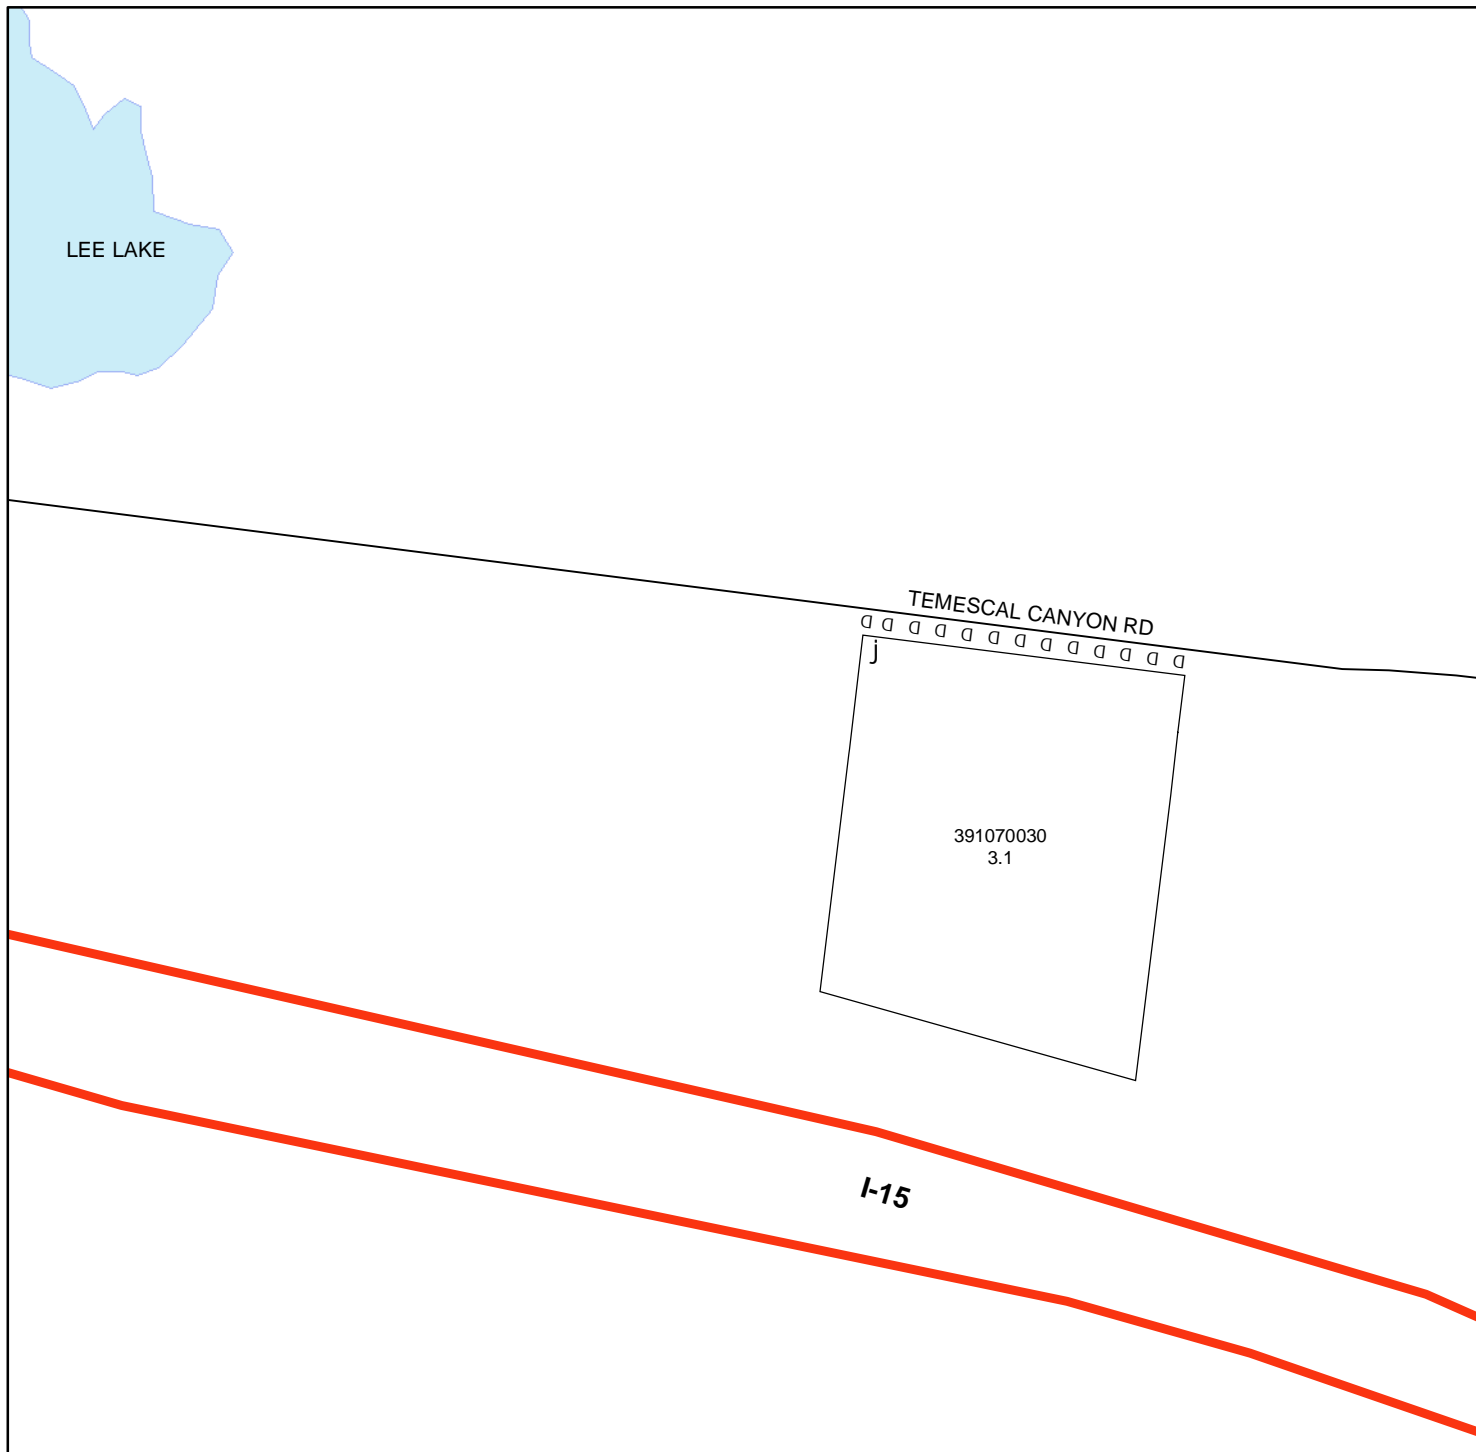 LEE LAKE
TEMESCAL CANYON RD
D D D D D D D D D D D D D
j
391070030
3.1
I-15